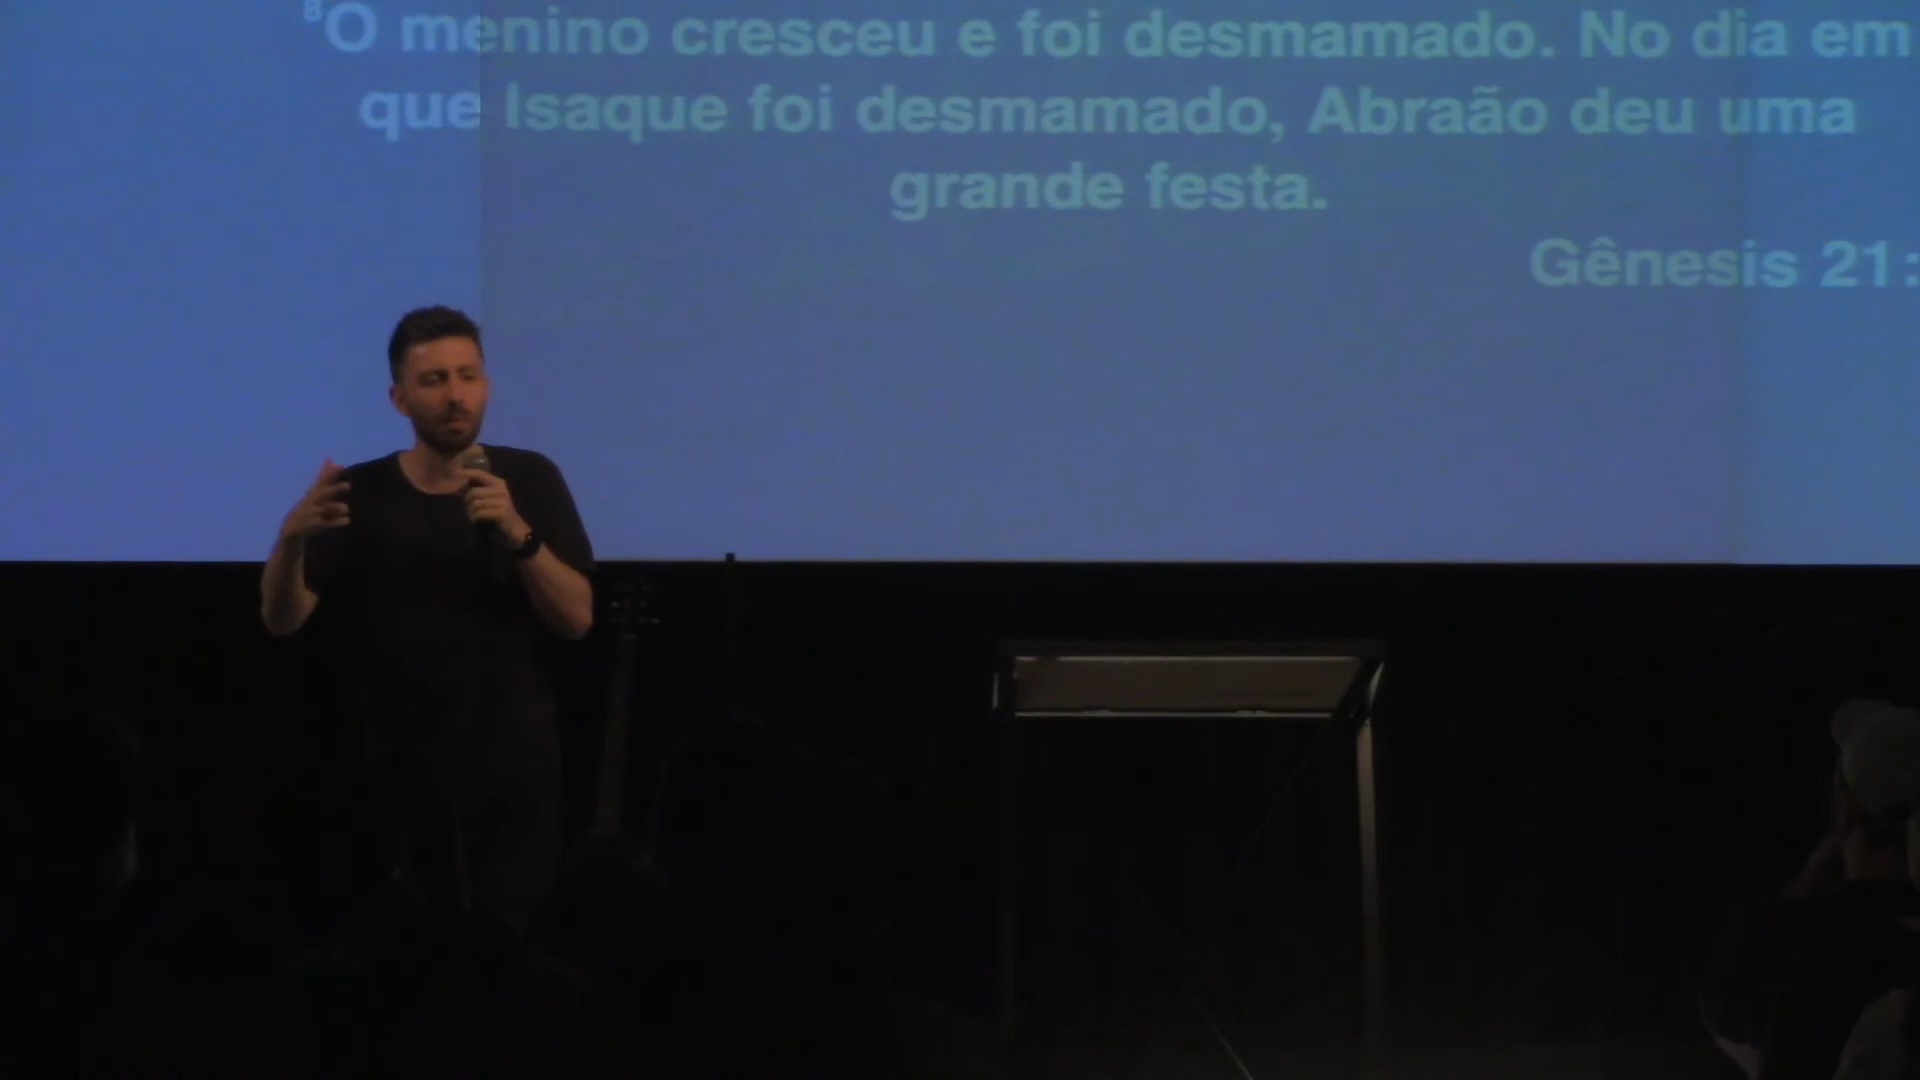 ⁸O menino cresceu e foi desmamado. No dia em
que Isaque foi desmamado, Abraão deu uma
grande festa.
Gênesis 21: